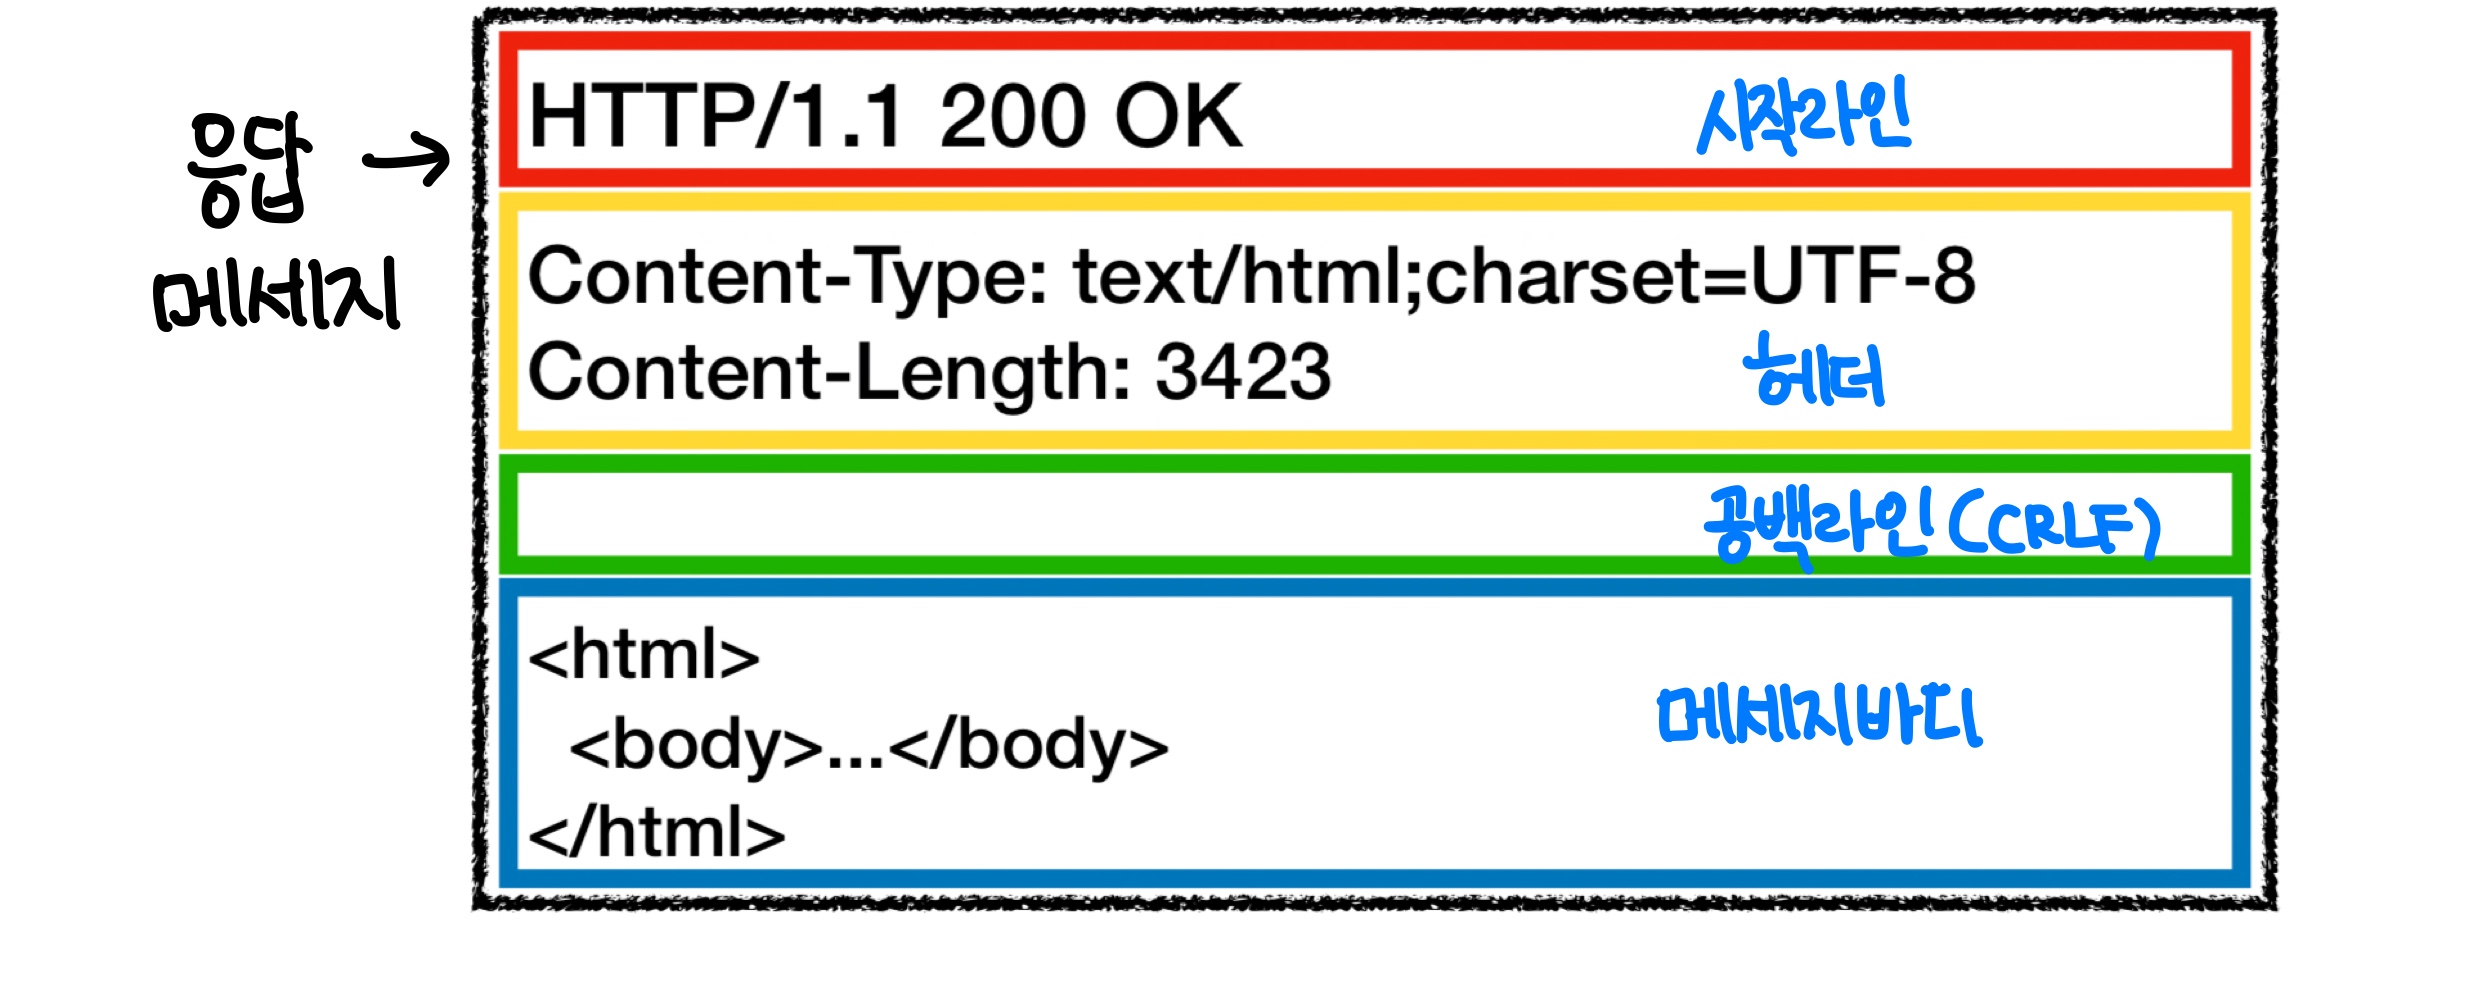 응답 →
메세지
HTTP/1.1 200 OK 시작라인
Content-Type: text/html;charset=UTF-8
Content-Length: 3423 헤더
공백라인(CRLF)
<html>
<body>...</body> 메세지바디
</html>